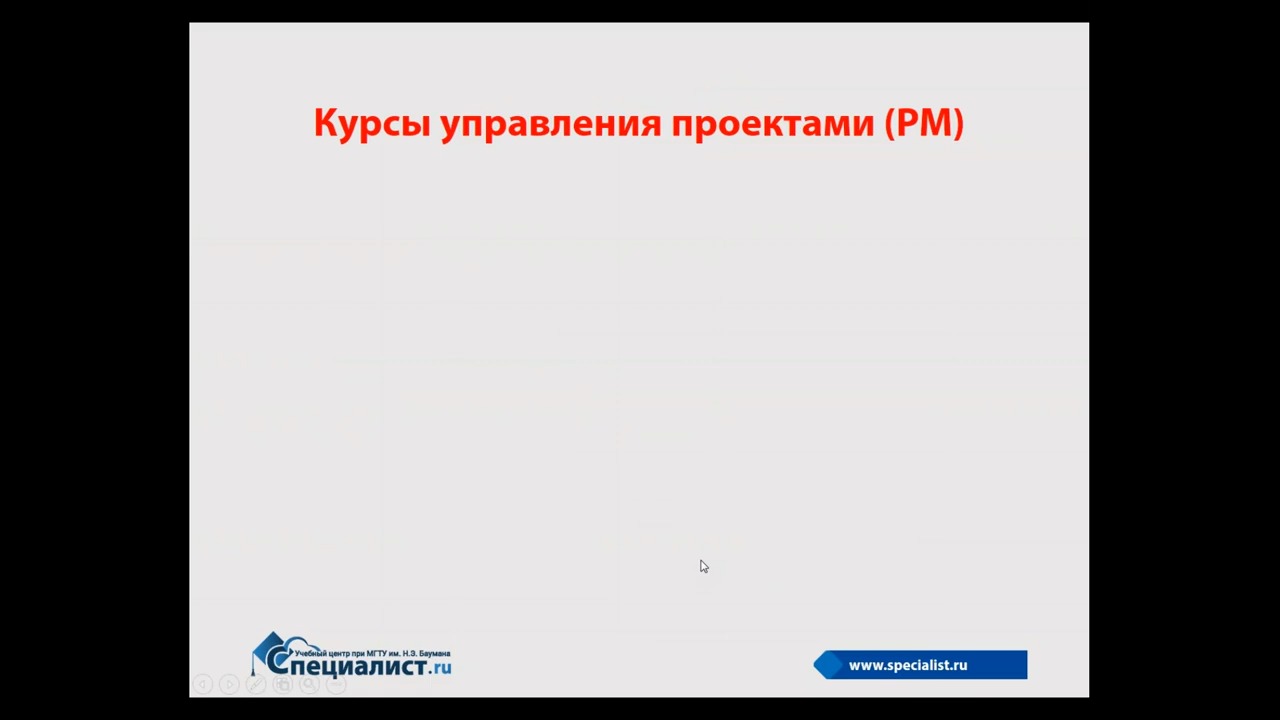 Курсы управления проектами (PM)
Учебный центр при МГТУ им. Н.Э. Баумана
Специалист.ru
www.specialist.ru